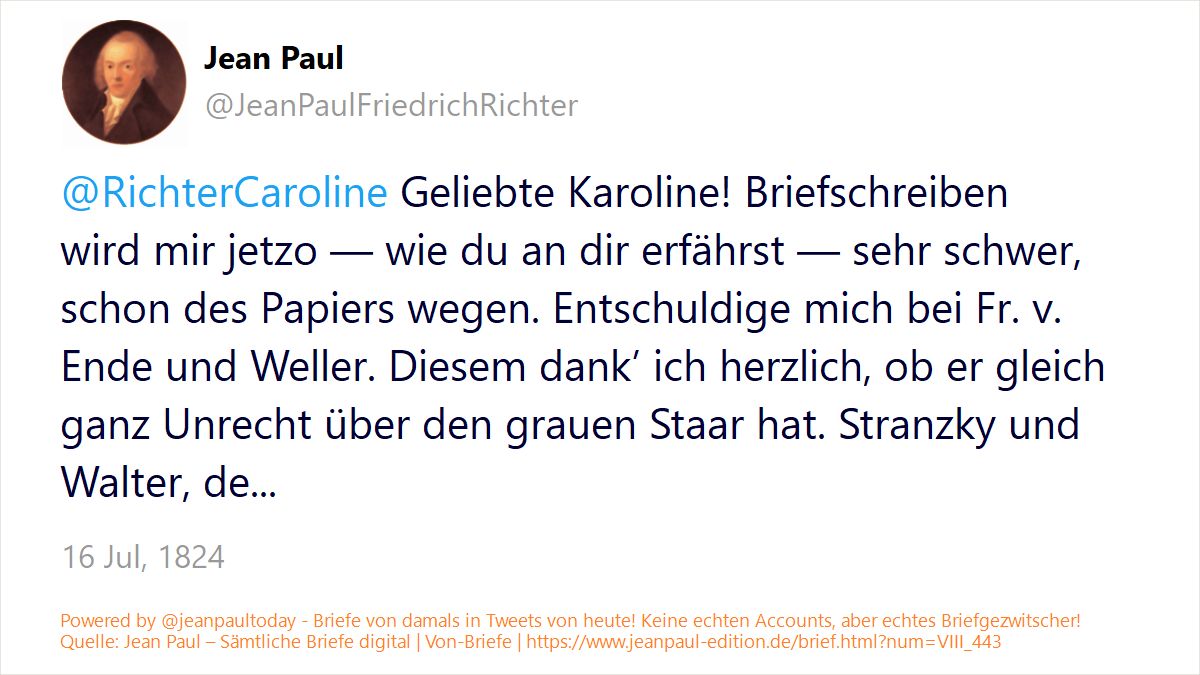 Jean Paul
@JeanPaulFriedrichRichter
@RichterCaroline Geliebte Karoline! Briefschreiben
wird mir jetzo — wie du an dir erfährst — sehr schwer,
schon des Papiers wegen. Entschuldige mich bei Fr. v.
Ende und Weller. Diesem dank’ ich herzlich, ob er gleich
ganz Unrecht über den grauen Staar hat. Stranzky und
Walter, de...
16 Jul, 1824
Powered by @jeanpaultoday - Briefe von damals in Tweets von heute! Keine echten Accounts, aber echtes Briefgezwitscher!
Quelle: Jean Paul – Sämtliche Briefe digital | Von-Briefe | https://www.jeanpaul-edition.de/brief.html?num=VIII_443